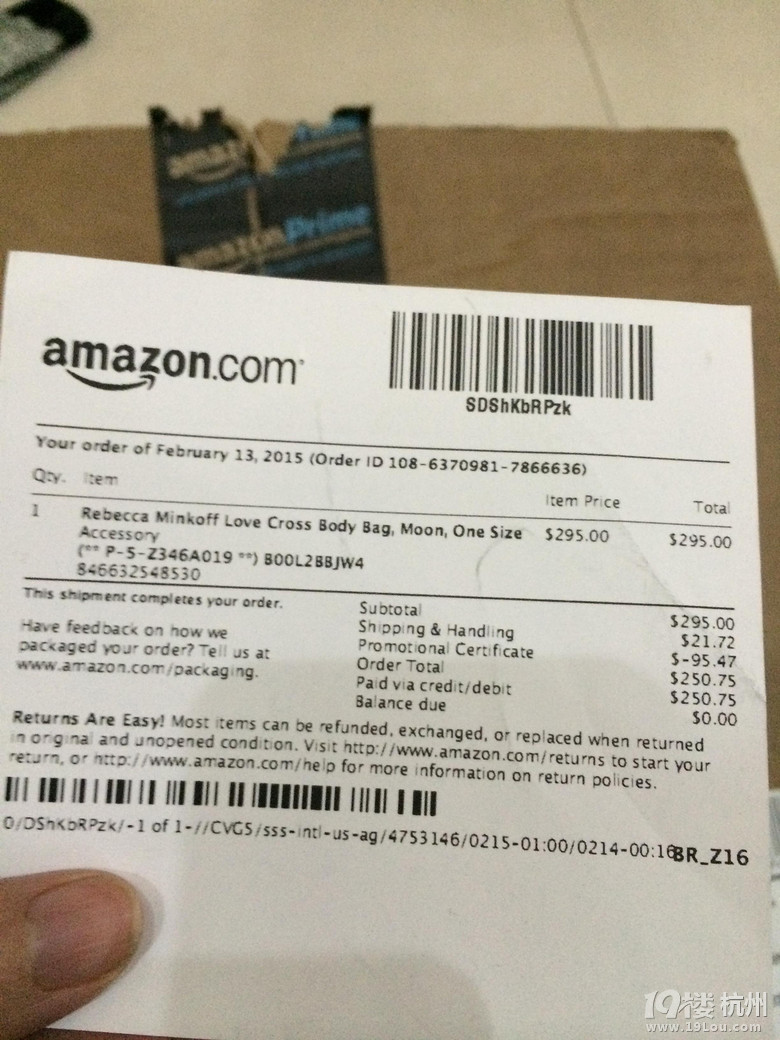 amazon
amazonPrime
amazon.com
SDShKbRPzk
Your order of February 13, 2015 (Order ID 108-6370981-7866636)
Qty. Item Item Price Total
1 Rebecca Minkoff Love Cross Body Bag, Moon, One Size $295.00 $295.00
Accessory
(** P-5-Z346A019 **) B00L2BBJW4
846632548530
This shipment completes your order.
Have feedback on how we
packaged your order? Tell us at
www.amazon.com/packaging.
Subtotal $295.00
Shipping & Handling $21.72
Promotional Certificate $-95.47
Order Total $250.75
Paid via credit/debit $250.75
Balance due $0.00
Returns Are Easy! Most items can be refunded, exchanged, or replaced when returned
in original and unopened condition. Visit http://www.amazon.com/returns to start your
return, or http://www.amazon.com/help for more information on return policies.
0/DShKbRPzk/-1 of 1-//CVG5/sss-intl-us-ag/4753146/0215-01:00/0214-00:16 BR_Z16
19楼 杭州
www.19Lou.com